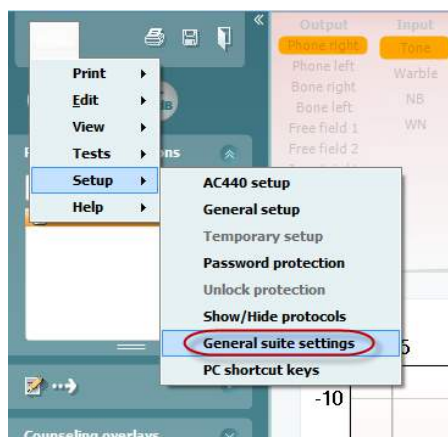 Output Input
Phone right Tone
Phone left Warble
Bone right NB
Bone left WN
Free field 1
Free field 2
Print
Edit
View
Tests
Setup
Help
AC440 setup
General setup
Temporary setup
Password protection
Unlock protection
Show/Hide protocols
General suite settings
PC shortcut keys
5
-10
Counseling overlays